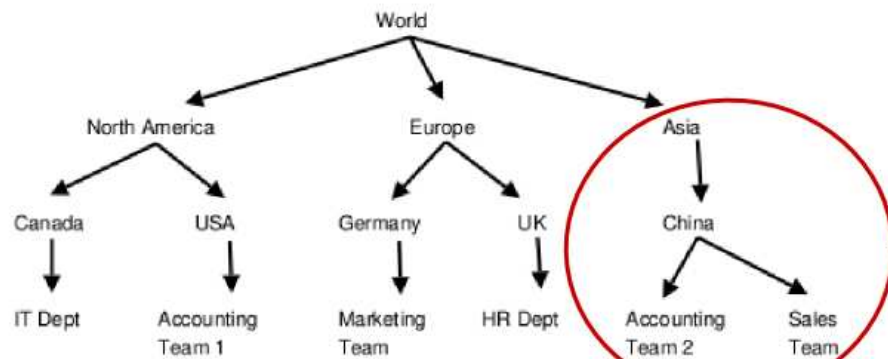 World
North America Europe Asia
Canada USA Germany UK China
IT Dept Accounting Marketing HR Dept Accounting Sales
Team 1 Team Team 2 Team